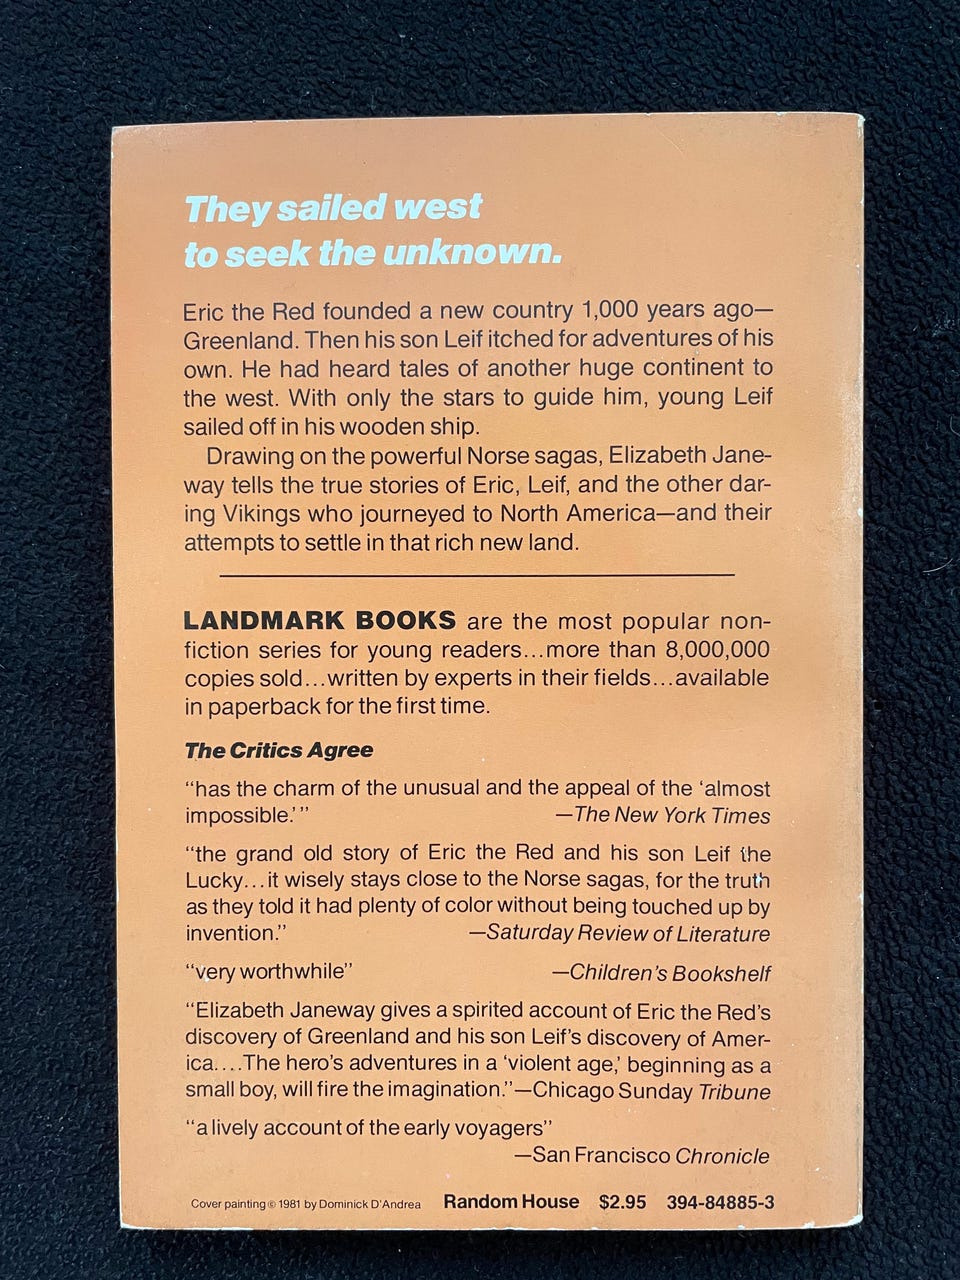 They sailed west
to seek the unknown.
Eric the Red founded a new country 1,000 years ago—
Greenland. Then his son Leif itched for adventures of his
own. He had heard tales of another huge continent to
the west. With only the stars to guide him, young Leif
sailed off in his wooden ship.
Drawing on the powerful Norse sagas, Elizabeth Jane-
way tells the true stories of Eric, Leif, and the other dar-
ing Vikings who journeyed to North America—and their
attempts to settle in that rich new land.
LANDMARK BOOKS are the most popular non-
fiction series for young readers...more than 8,000,000
copies sold...written by experts in their fields...available
in paperback for the first time.
The Critics Agree
“has the charm of the unusual and the appeal of the ‘almost
impossible.’” —The New York Times
“the grand old story of Eric the Red and his son Leif the
Lucky...it wisely stays close to the Norse sagas, for the truth
as they told it had plenty of color without being touched up by
invention.” —Saturday Review of Literature
“very worthwhile” —Children’s Bookshelf
“Elizabeth Janeway gives a spirited account of Eric the Red’s
discovery of Greenland and his son Leif’s discovery of Amer-
ica....The hero’s adventures in a ‘violent age,’ beginning as a
small boy, will fire the imagination.”—Chicago Sunday Tribune
“a lively account of the early voyagers”
—San Francisco Chronicle
Cover painting © 1981 by Dominick D’Andrea Random House $2.95 394-84885-3